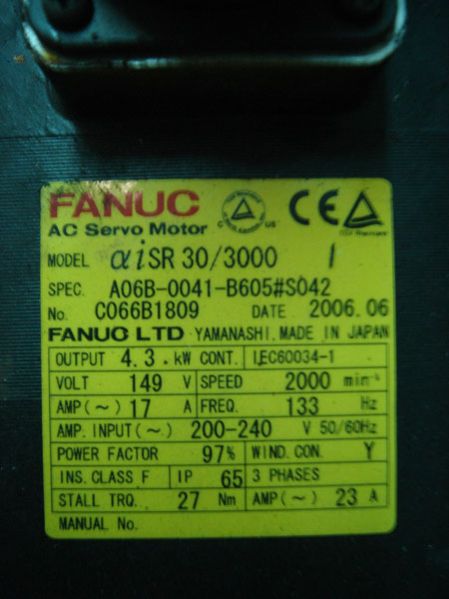 FANUC
AC Servo Motor
C US
CE
MODEL αiSR 30/3000
SPEC. A06B-0041-B605#S042
No. C066B1809 DATE 2006.06
FANUC LTD YAMANASHI. MADE IN JAPAN
OUTPUT 4.3 kW CONT. IEC60034-1
VOLT 149 V SPEED 2000 min⁻¹
AMP(～) 17 A FREQ. 133 Hz
AMP. INPUT(～) 200-240 V 50/60Hz
POWER FACTOR 97% WIND. CON. Y
INS. CLASS F IP 65 3 PHASES
STALL TRQ. 27 Nm AMP(～) 23 A
MANUAL No.